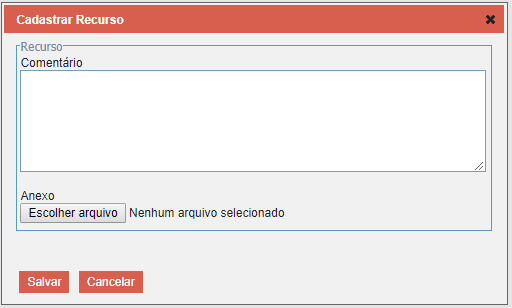 Cadastrar Recurso
Recurso
Comentário
Anexo
Escolher arquivo Nenhum arquivo selecionado
Salvar Cancelar